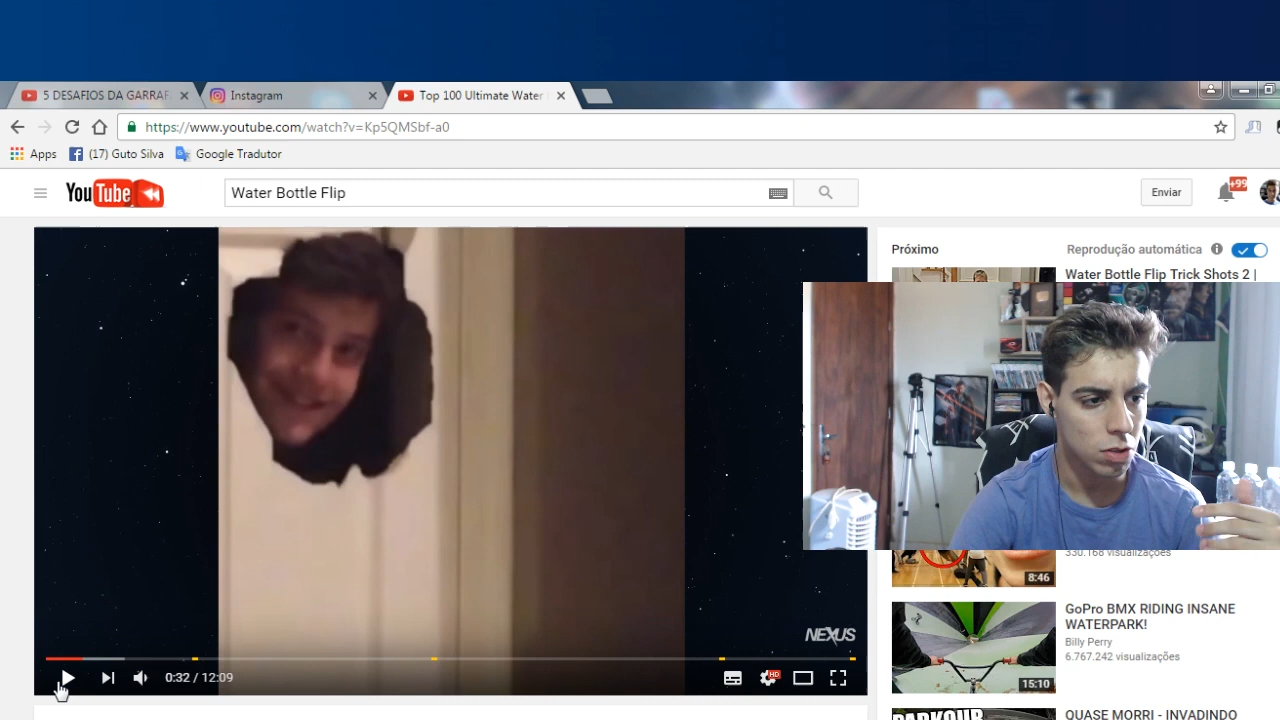 5 DESAFIOS DA GARRAF
Instagram
Top 100 Ultimate Water
https://www.youtube.com/watch?v=Kp5QMSbf-a0
Apps
(17) Guto Silva
Google Tradutor
YouTube
Water Bottle Flip
Enviar
+99
Próximo
Reprodução automática
Water Bottle Flip Trick Shots 2 |
330.168 visualizações
8:46
GoPro BMX RIDING INSANE
WATERPARK!
Billy Perry
6.767.242 visualizações
15:10
QUASE MORRI - INVADINDO
PARKOUR
NEXUS
0:32 / 12:09
HD